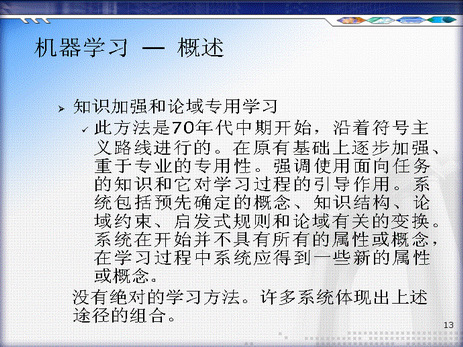 机器学习 — 概述
知识加强和论域专用学习
此方法是70年代中期开始，沿着符号主
义路线进行的。在原有基础上逐步加强、
重于专业的专用性。强调使用面向任务
的知识和它对学习过程的引导作用。系
统包括预先确定的概念、知识结构、论
域约束、启发式规则和论域有关的变换。
系统在开始并不具有所有的属性或概念，
在学习过程中系统应得到一些新的属性
或概念。
没有绝对的学习方法。许多系统体现出上述
途径的组合。
13